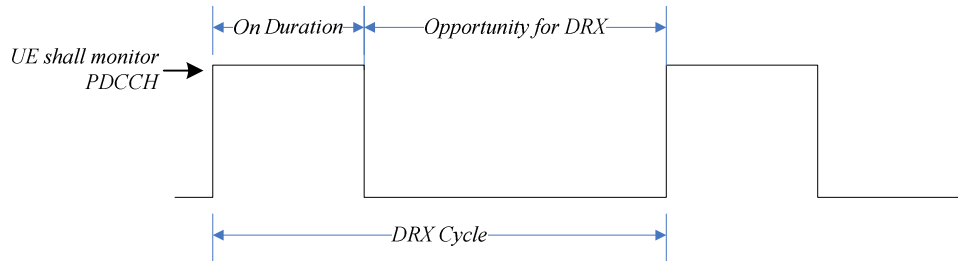 On Duration
Opportunity for DRX
UE shall monitor
PDCCH
DRX Cycle